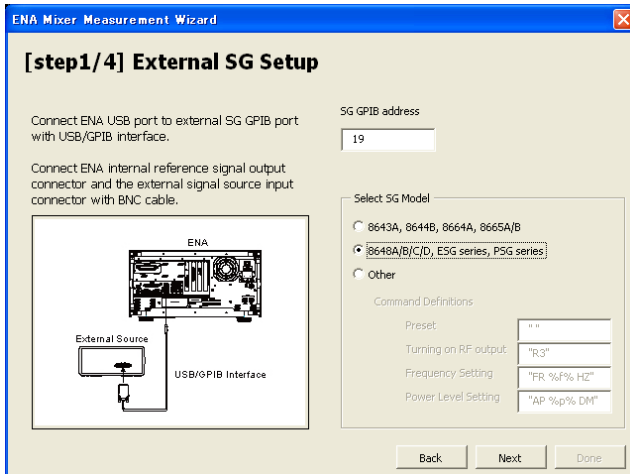 ENA Mixer Measurement Wizard
[step1/4] External SG Setup
Connect ENA USB port to external SG GPIB port
with USB/GPIB interface.
Connect ENA internal reference signal output
connector and the external signal source input
connector with BNC cable.
ENA
External Source
USB/GPIB Interface
SG GPIB address
19
Select SG Model
8643A, 8644B, 8664A, 8665A/B
8648A/B/C/D, ESG series, PSG series
Other
Command Definitions
Preset
" "
Turning on RF output
"R3"
Frequency Setting
"FR %f% HZ"
Power Level Setting
"AP %p% DM"
Back
Next
Done